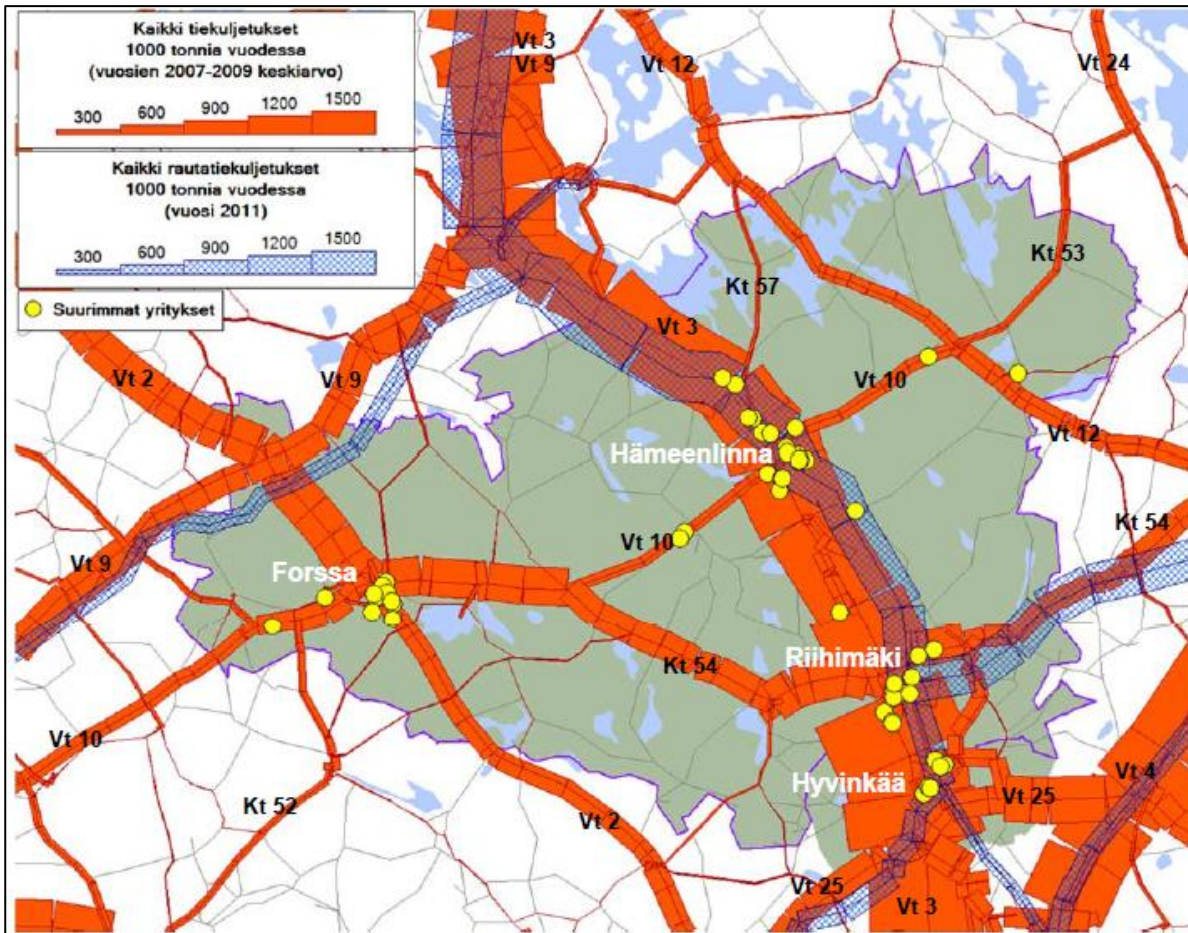 Kaikki tiekuljetukset
1000 tonnia vuodessa
(vuosien 2007-2009 keskiarvo)
300 600 900 1200 1500
Kaikki rautatiekuljetukset
1000 tonnia vuodessa
(vuosi 2011)
300 600 900 1200 1500
Suurimmat yritykset
Vt 3
Vt 9
Vt 12
Vt 24
Kt 53
Kt 57
Vt 3
Vt 2
Vt 9
Vt 10
Vt 12
Hämeenlinna
Kt 54
Vt 10
Vt 9
Forssa
Riihimäki
Kt 54
Vt 10
Hyvinkää
Vt 4
Vt 25
Kt 52
Vt 2
Vt 25
Vt 3